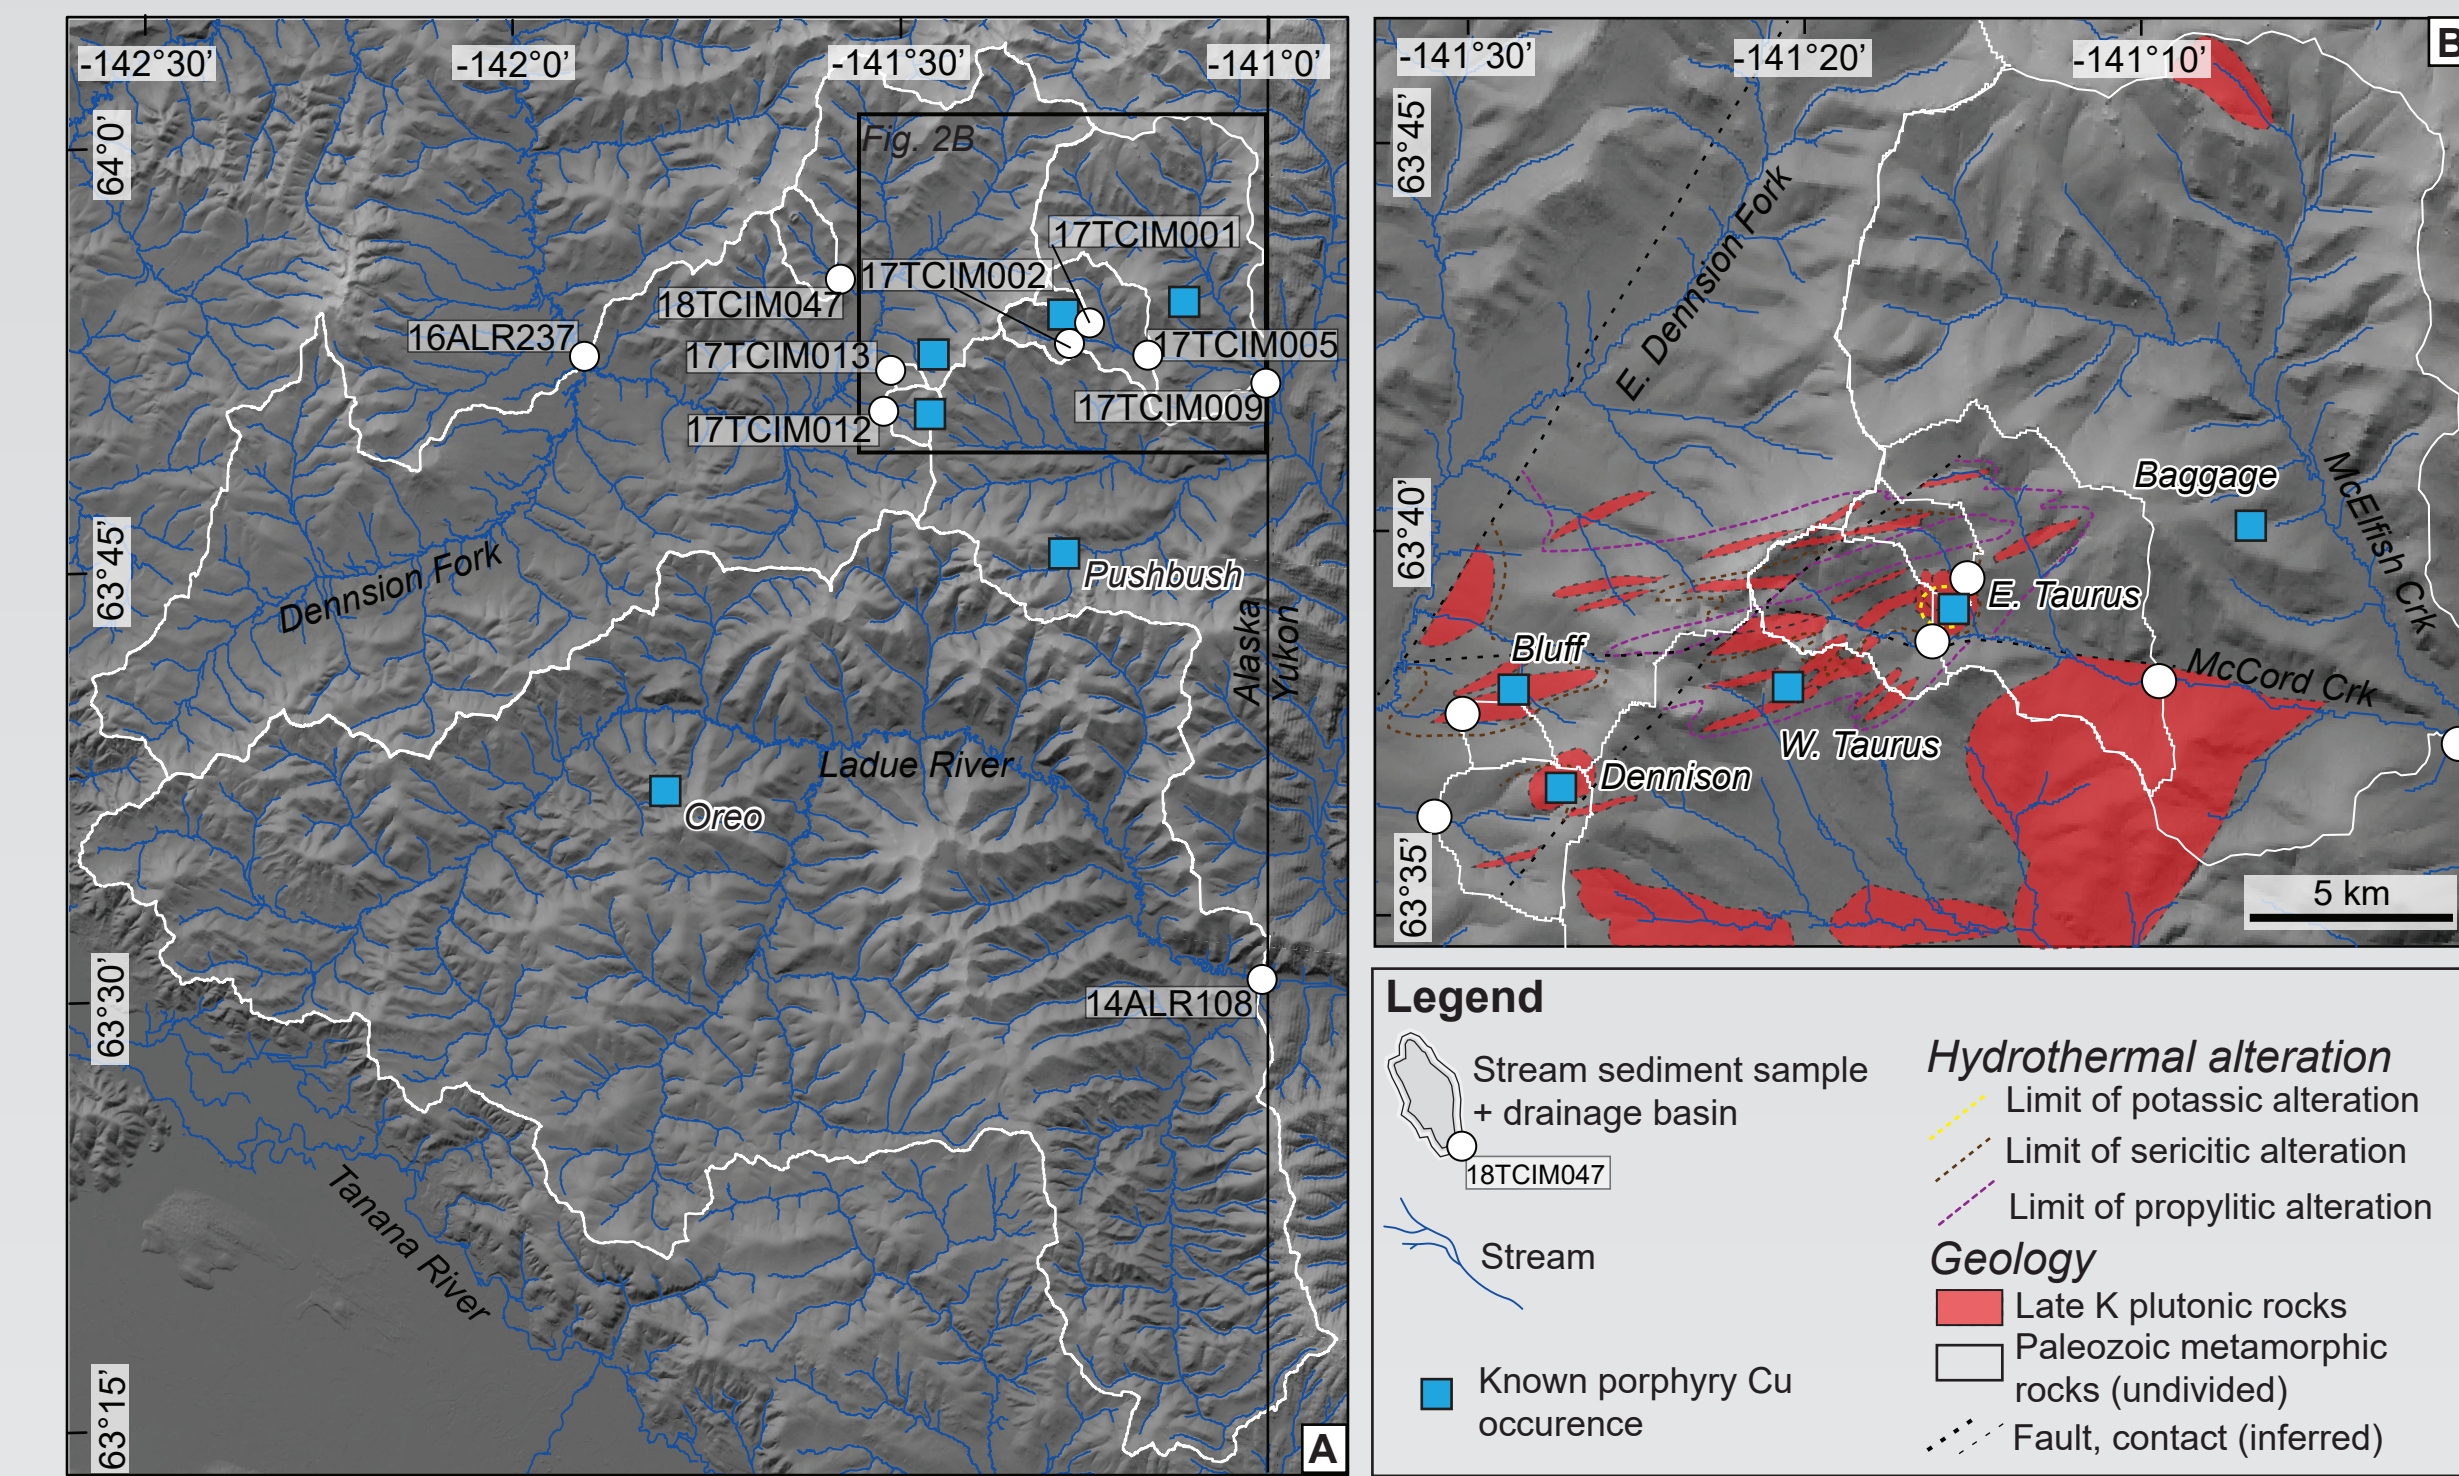 -142°30’
-142°0’
-141°30’
-141°0’
64°0’
63°45’
63°30’
63°15’
Fig. 2B
17TCIM001
17TCIM002
18TCIM047
16ALR237
17TCIM013
17TCIM005
17TCIM009
17TCIM012
Pushbush
Dennsion Fork
Alaska
Yukon
Ladue River
Oreo
14ALR108
Tanana River
A
-141°30’
-141°20’
-141°10’
B
63°45’
63°40’
63°35’
E. Dennsion Fork
Baggage
McElfish Crk
E. Taurus
Bluff
McCord Crk
W. Taurus
Dennison
5 km
Legend
Stream sediment sample
+ drainage basin
18TCIM047
Stream
Known porphyry Cu
occurence
Hydrothermal alteration
Limit of potassic alteration
Limit of sericitic alteration
Limit of propylitic alteration
Geology
Late K plutonic rocks
Paleozoic metamorphic
rocks (undivided)
Fault, contact (inferred)